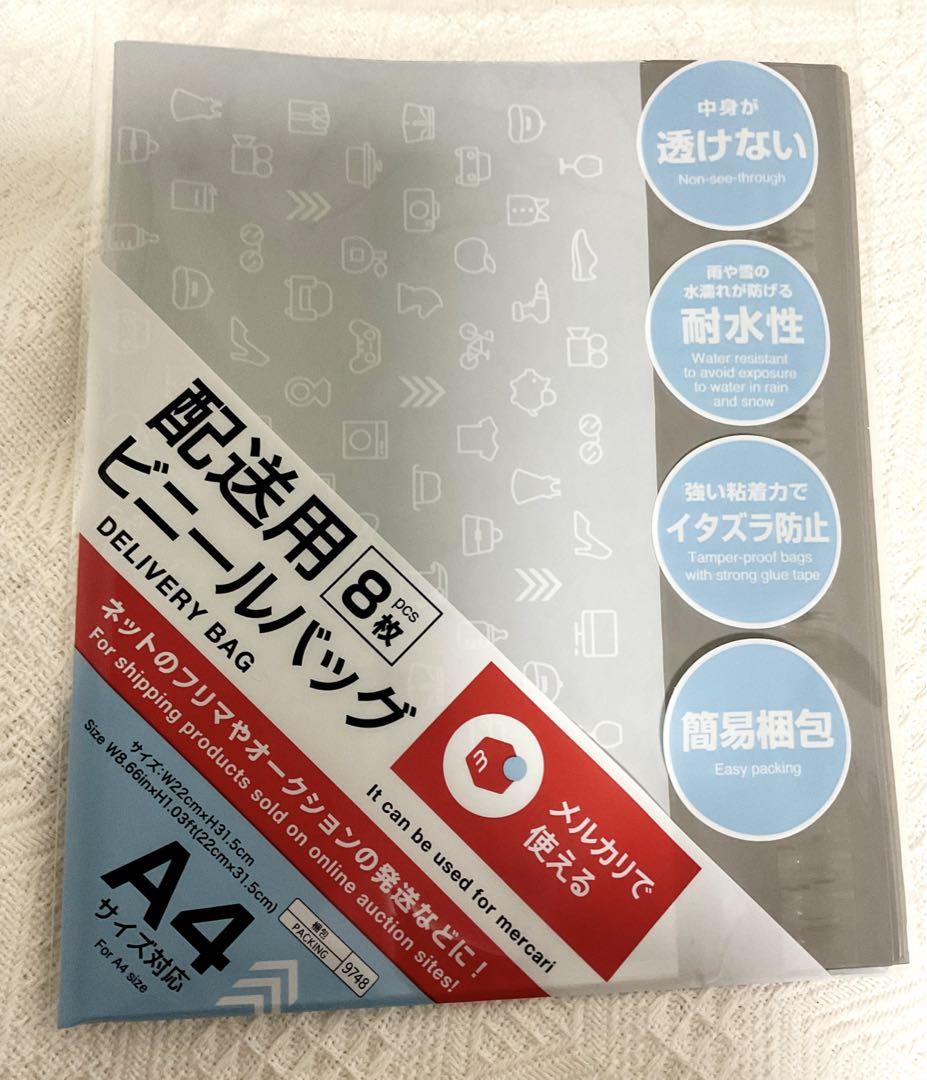 中身が
透けない
Non-see-through
雨や雪の
水濡れが防げる
耐水性
Water resistant
to avoid exposure
to water in rain
and snow
強い粘着力で
イタズラ防止
Tamper-proof bags
with strong glue tape
簡易梱包
Easy packing
配送用
ビニールバッグ
DELIVERY BAG
8
pcs
枚
メルカリで
使える
It can be used for mercari
ネットのフリマやオークションの発送などに!
For shipping products sold on online auction sites!
サイズ:W22cm×H31.5cm
Size W8.66in×H1.03ft(22cm×31.5cm)
A4
サイズ対応
For A4 size
梱包
PACKING
9748